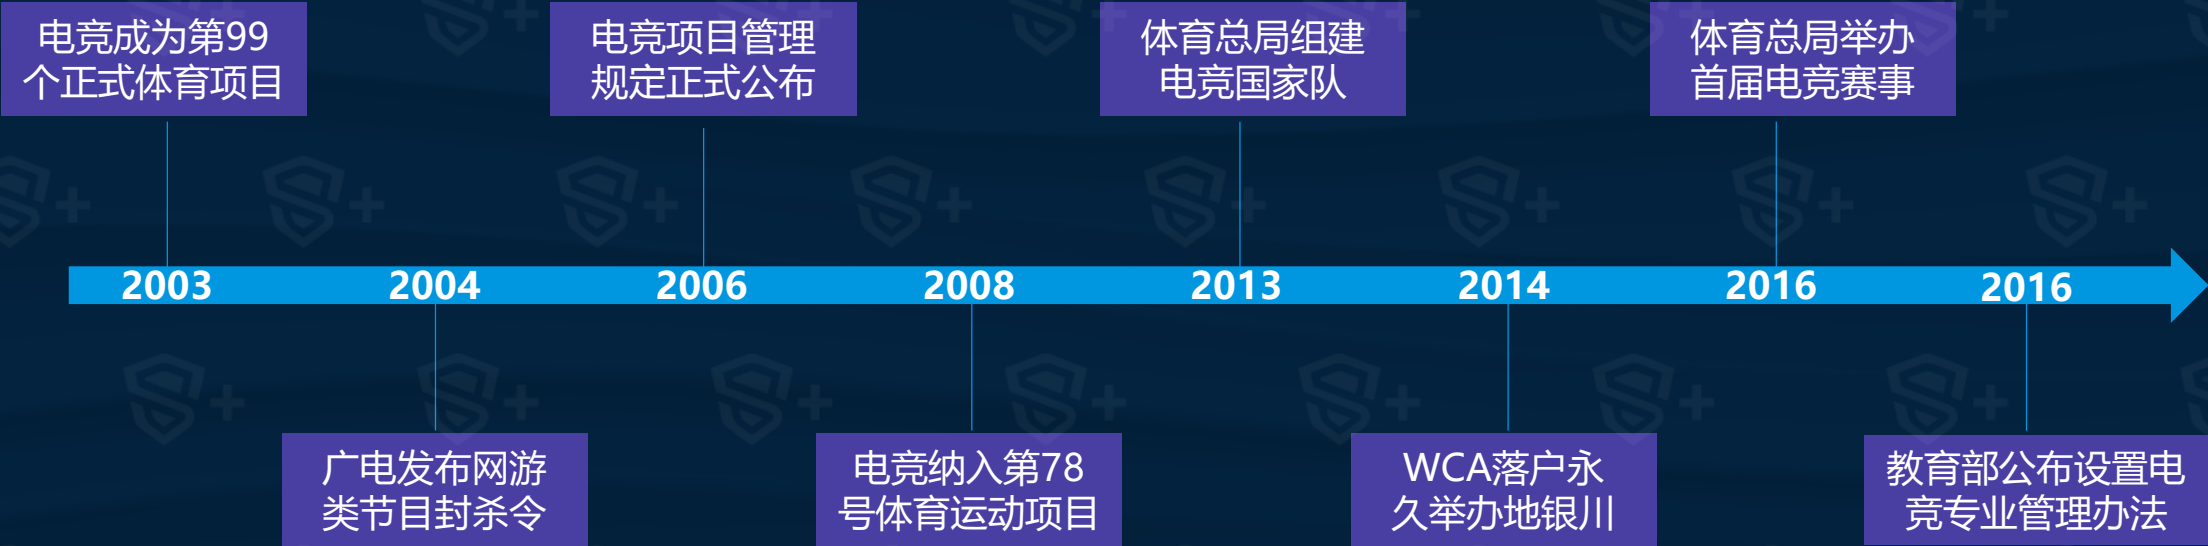 电竞成为第99
个正式体育项目
电竞项目管理
规定正式公布
体育总局组建
电竞国家队
体育总局举办
首届电竞赛事
2003
2004
2006
2008
2013
2014
2016
2016
广电发布网游
类节目封杀令
电竞纳入第78
号体育运动项目
WCA落户永
久举办地银川
教育部公布设置电
竞专业管理办法